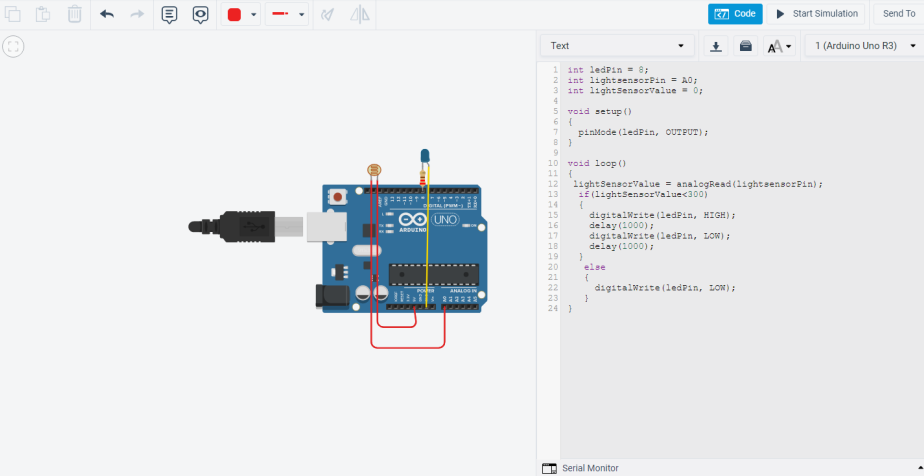 Code
Start Simulation
Send To
Text
1 (Arduino Uno R3)
1 int ledPin = 8;
2 int lightsensorPin = A0;
3 int lightSensorValue = 0;
4
5 void setup()
6 {
7 pinMode(ledPin, OUTPUT);
8 }
9
10 void loop()
11 {
12 lightSensorValue = analogRead(lightsensorPin);
13 if(lightSensorValue<300)
14 {
15 digitalWrite(ledPin, HIGH);
16 delay(1000);
17 digitalWrite(ledPin, LOW);
18 delay(1000);
19 }
20 else
21 {
22 digitalWrite(ledPin, LOW);
23 }
24 }
DIGITAL (PWM~)
UNO
ARDUINO
POWER
ANALOG IN
Serial Monitor